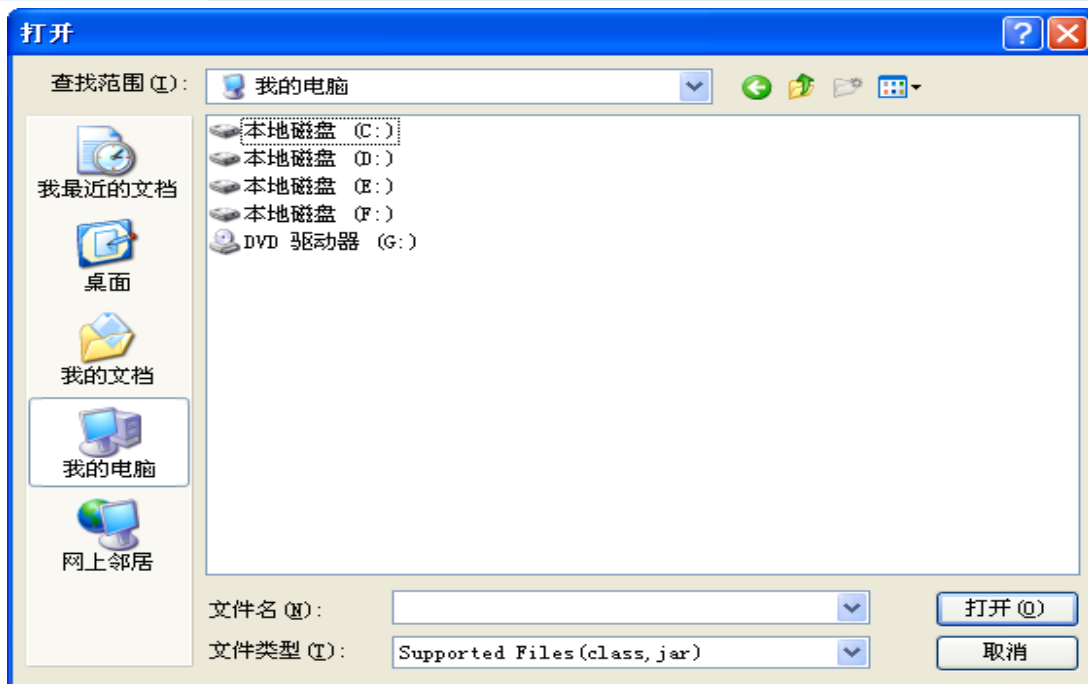 打开
查找范围(I):
我的电脑
我最近的文档
桌面
我的文档
我的电脑
网上邻居
本地磁盘 (C:)
本地磁盘 (D:)
本地磁盘 (E:)
本地磁盘 (F:)
DVD 驱动器 (G:)
文件名(N):
打开(O)
文件类型(T):
Supported Files(class,jar)
取消